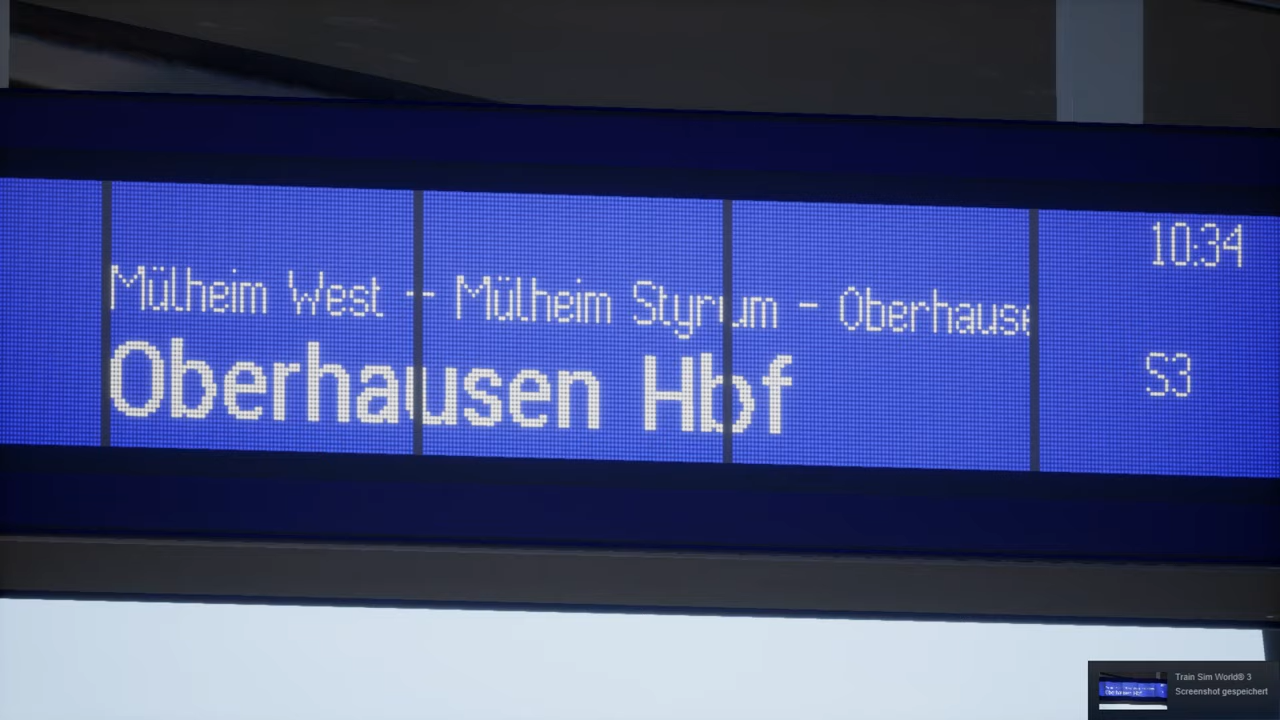 10:34
Mülheim West - Mülheim Styrum - Oberhause
Oberhausen Hbf
S3
Train Sim World® 3
Screenshot gespeichert